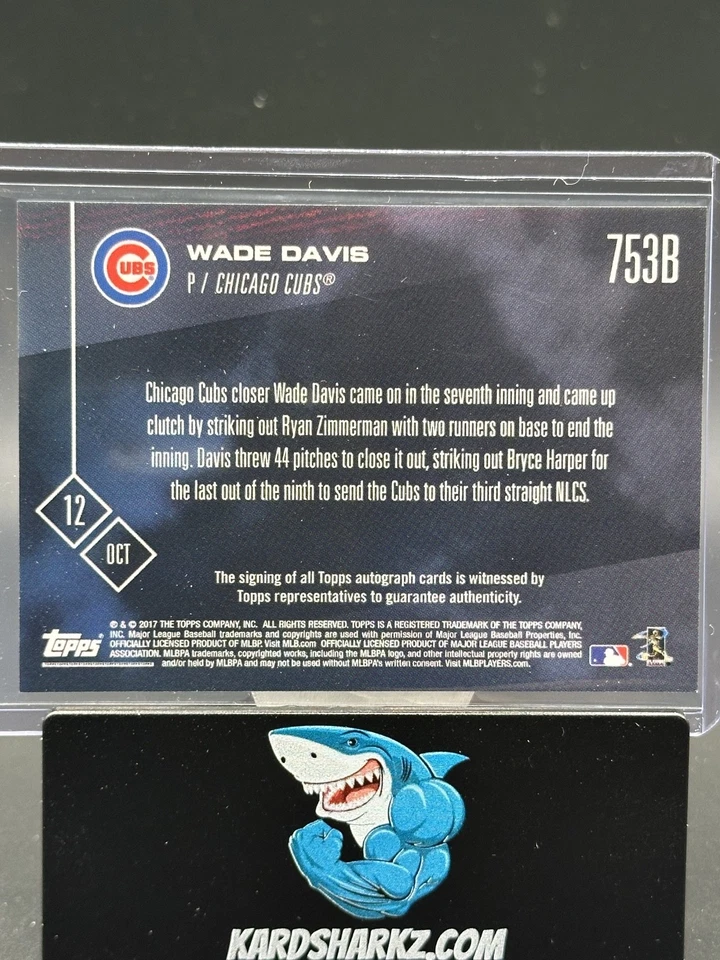 CUBS
WADE DAVIS
P / CHICAGO CUBS®
753B
Chicago Cubs closer Wade Davis came on in the seventh inning and came up
clutch by striking out Ryan Zimmerman with two runners on base to end the
inning. Davis threw 44 pitches to close it out, striking out Bryce Harper for
the last out of the ninth to send the Cubs to their third straight NLCS.
12
OCT
The signing of all Topps autograph cards is witnessed by
Topps representatives to guarantee authenticity.
topps
® & © 2017 THE TOPPS COMPANY, INC. ALL RIGHTS RESERVED. TOPPS IS A REGISTERED TRADEMARK OF THE TOPPS COMPANY,
INC. Major League Baseball trademarks and copyrights are used with permission of Major League Baseball Properties, Inc.
OFFICIALLY LICENSED PRODUCT OF MLBP. Visit MLB.com OFFICIALLY LICENSED PRODUCT OF MAJOR LEAGUE BASEBALL PLAYERS
ASSOCIATION. MLBPA trademarks, copyrighted works, including the MLBPA logo, and other intellectual property rights are owned
and/or held by MLBPA and may not be used without MLBPA's written consent. Visit MLBPLAYERS.com.
KARDSHARKZ.COM